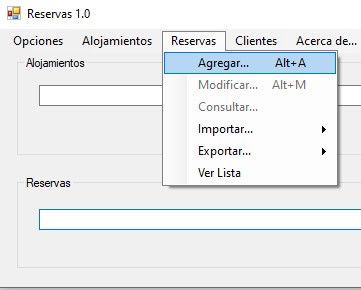 Reservas 1.0
Opciones Alojamientos Reservas Clientes Acerca de...
Agregar... Alt+A
Modificar... Alt+M
Consultar...
Importar...
Exportar...
Ver Lista
Alojamientos
Reservas